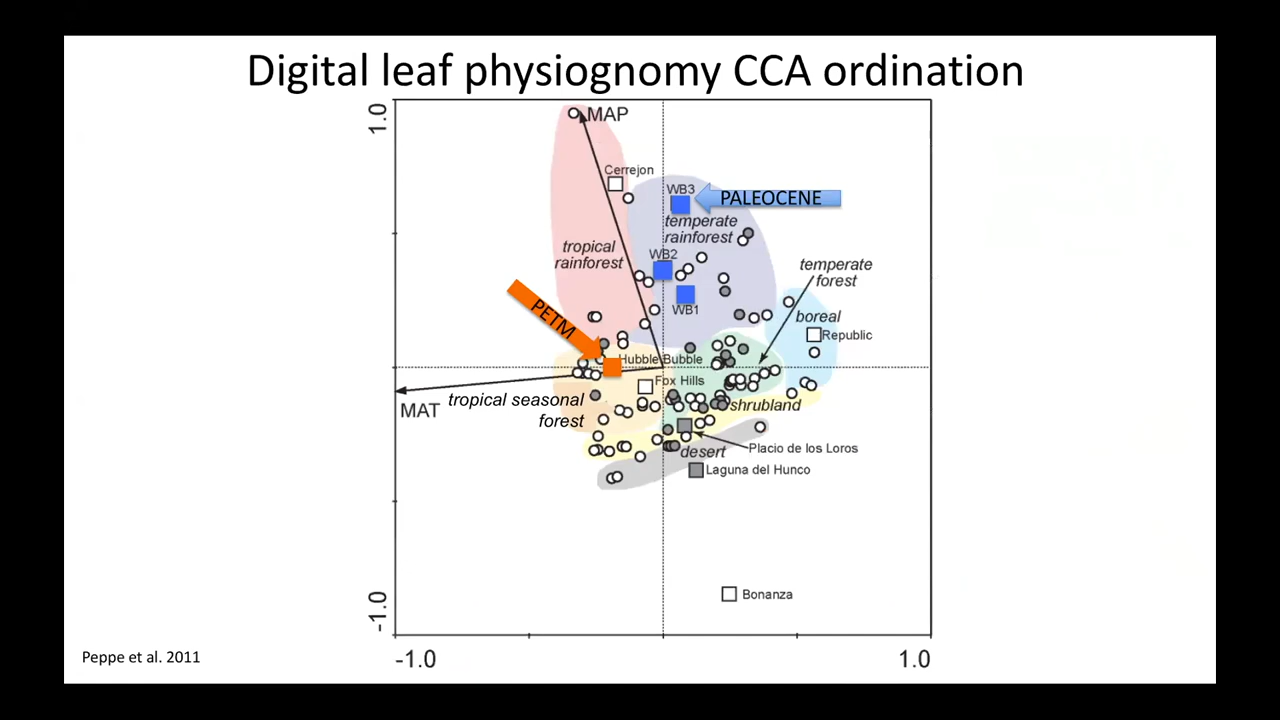 Digital leaf physiognomy CCA ordination
1.0
MAP
Cerrejon
WB3
PALEOCENE
temperate
rainforest
tropical
rainforest
WB2
temperate
forest
WB1
boreal
Republic
PETM
Hubble Bubble
Fox Hills
MAT
tropical seasonal
forest
shrubland
desert
Placio de los Loros
Laguna del Hunco
Bonanza
-1.0
-1.0
1.0
Peppe et al. 2011